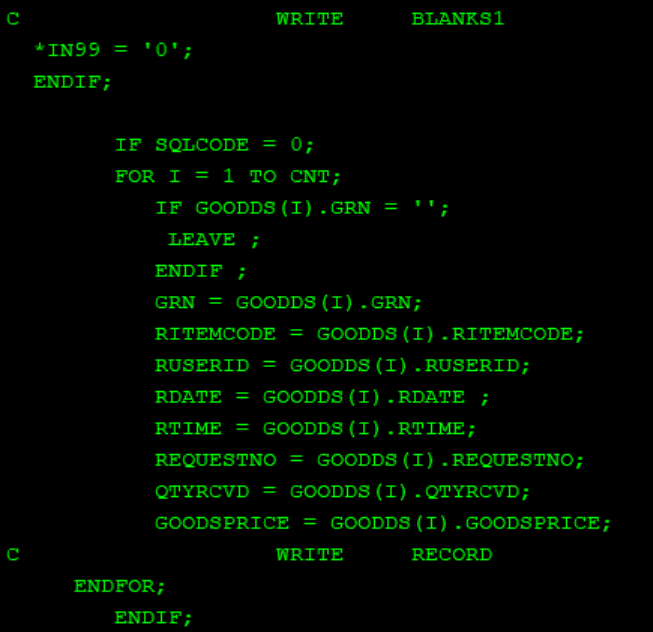 C                   WRITE     BLANKS1
  *IN99 = '0';
  ENDIF;

        IF SQLCODE = 0;
        FOR I = 1 TO CNT;
           IF GOODDS(I).GRN = '';
            LEAVE ;
           ENDIF ;
           GRN = GOODDS(I).GRN;
           RITEMCODE = GOODDS(I).RITEMCODE;
           RUSERID = GOODDS(I).RUSERID;
           RDATE = GOODDS(I).RDATE ;
           RTIME = GOODDS(I).RTIME;
           REQUESTNO = GOODDS(I).REQUESTNO;
           QTYRCVD = GOODDS(I).QTYRCVD;
           GOODSPRICE = GOODDS(I).GOODSPRICE;
C                   WRITE     RECORD
     ENDFOR;
        ENDIF;